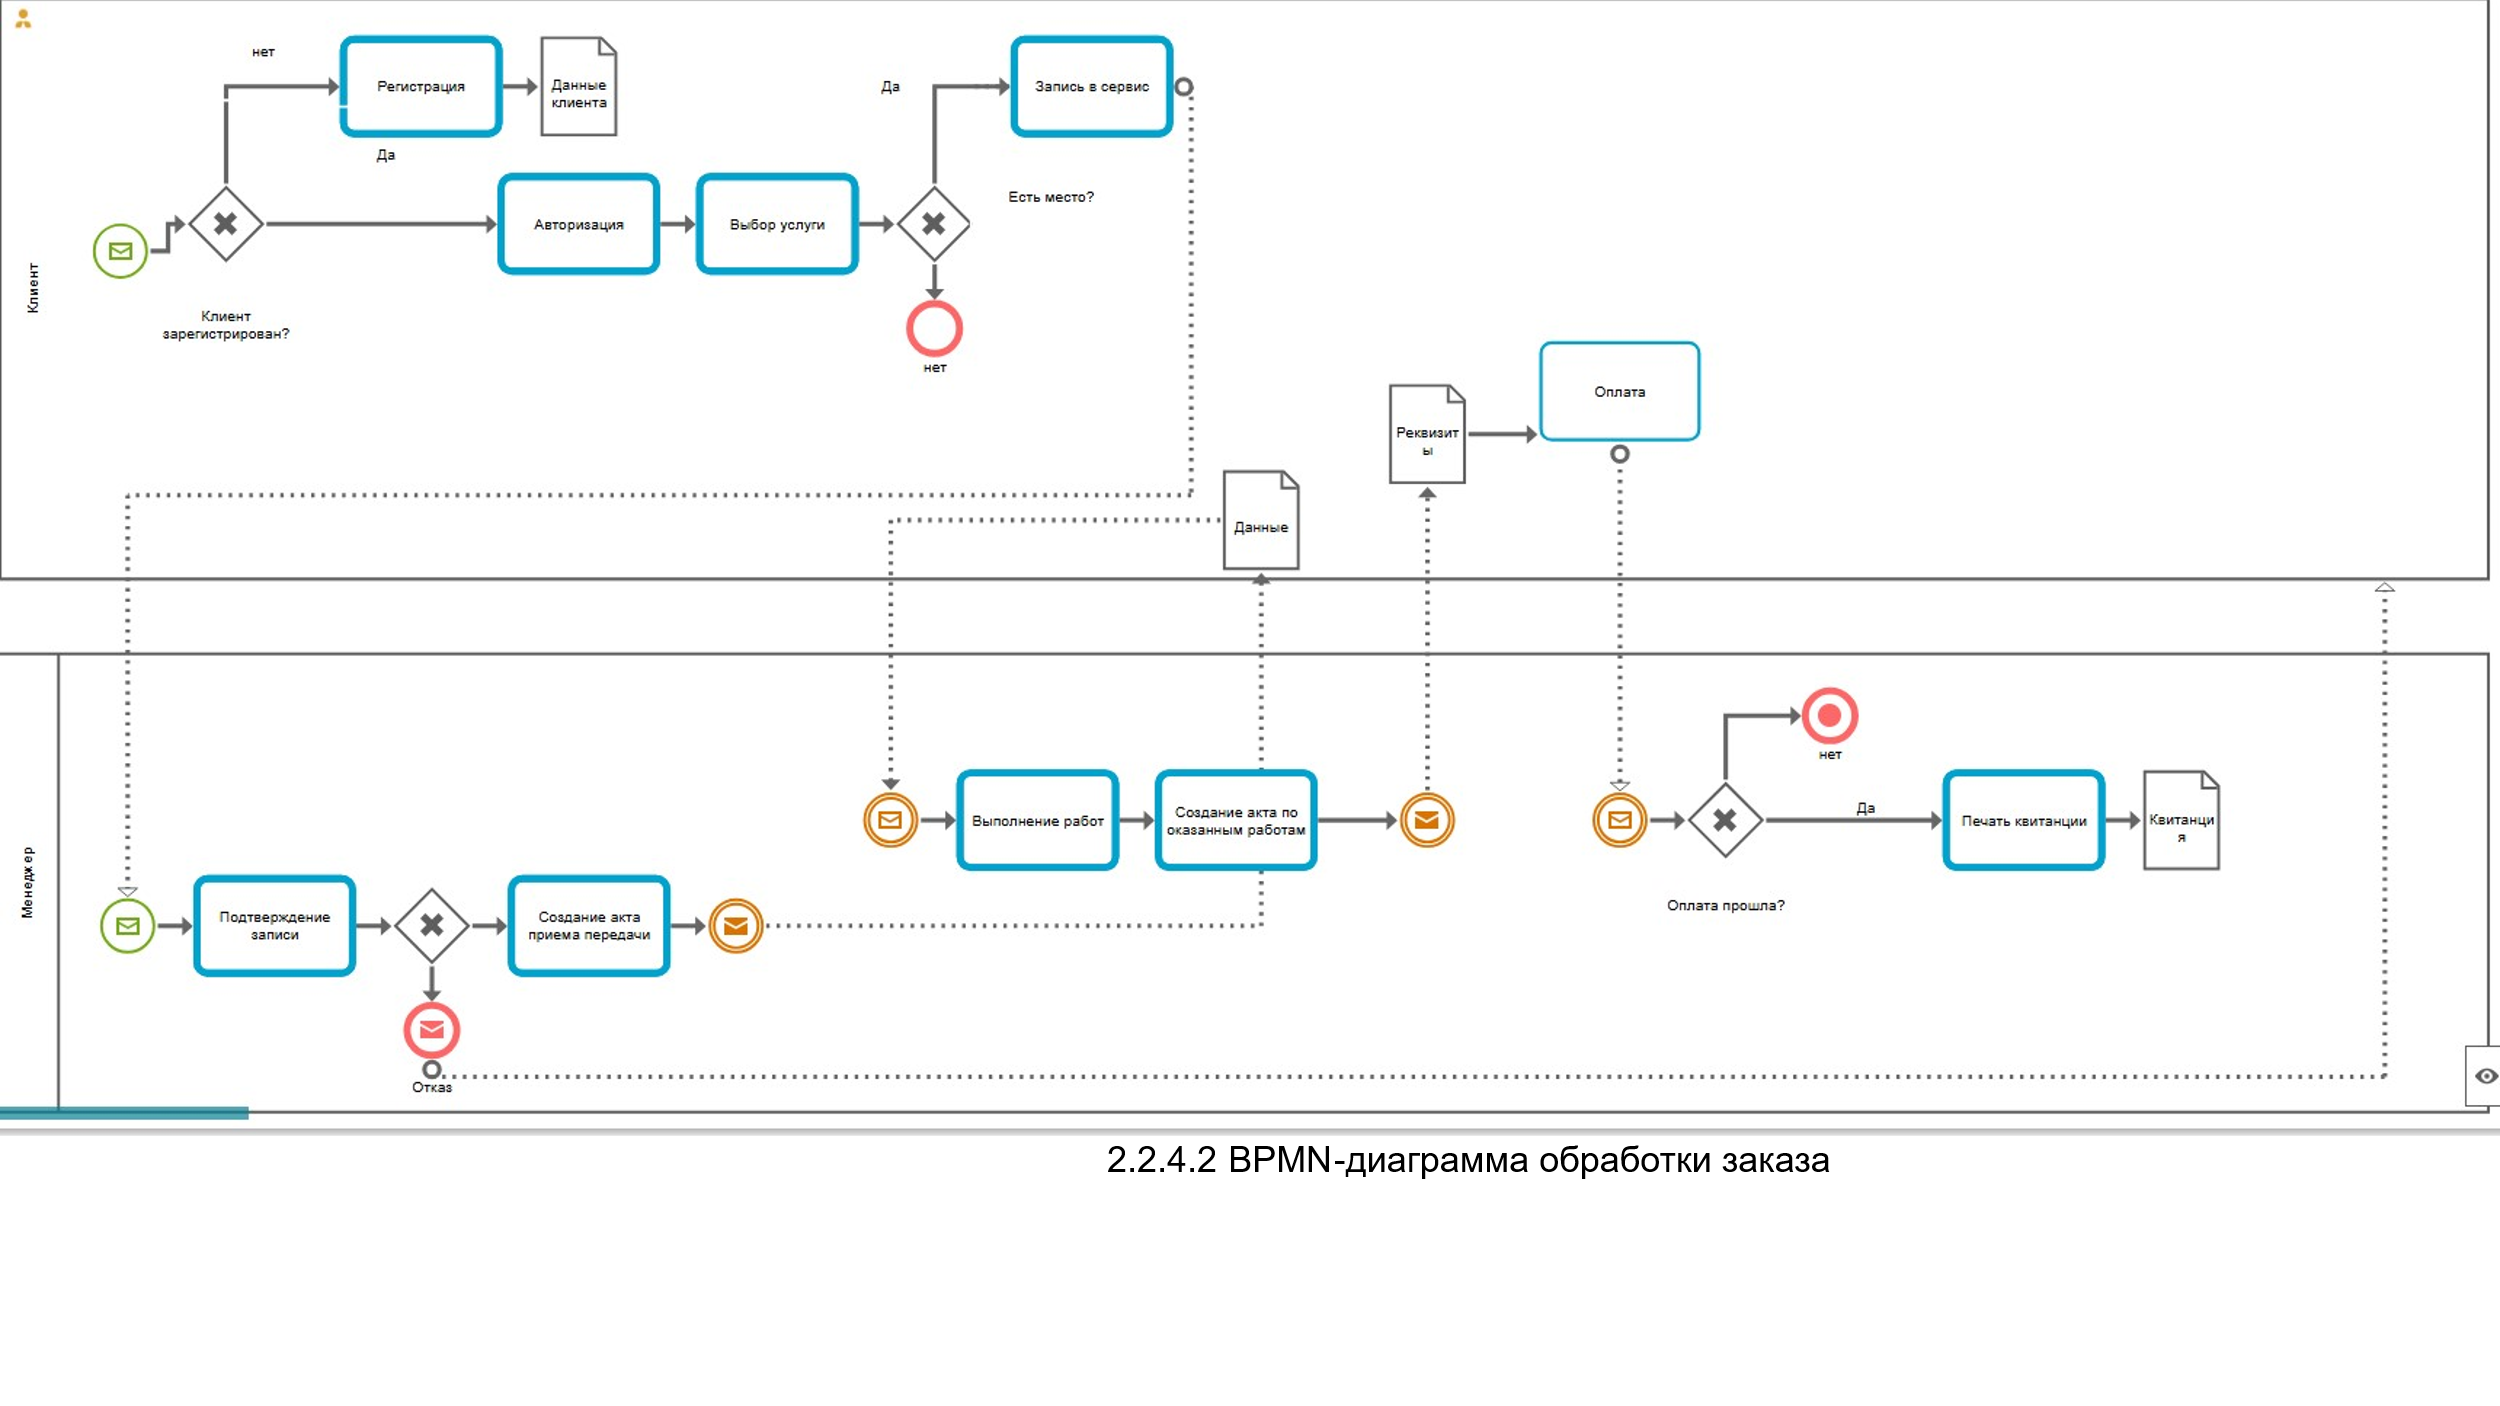 нет
Регистрация
Данные
клиента
Да
Запись в сервис
Да
Авторизация
Выбор услуги
Есть место?
Клиент
Клиент
зарегистрирован?
нет
Оплата
Реквизит
ы
Данные
Менеджер
нет
Выполнение работ
Создание акта по
оказанным работам
Да
Печать квитанции
Квитанци
я
Подтверждение
записи
Создание акта
приема передачи
Оплата прошла?
Отказ
2.2.4.2 BPMN-диаграмма обработки заказа